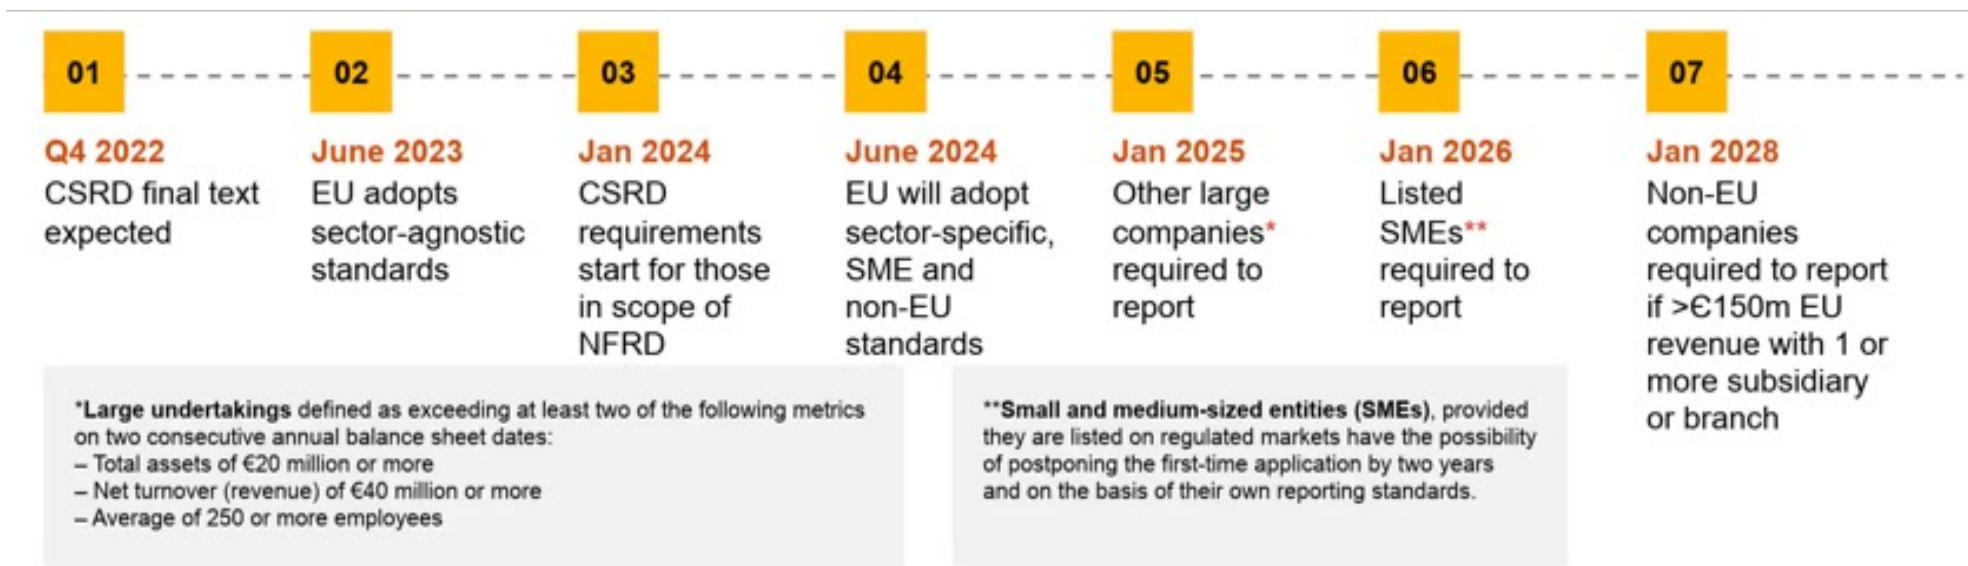 01
Q4 2022
CSRD final text
expected
02
June 2023
EU adopts
sector-agnostic
standards
03
Jan 2024
CSRD
requirements
start for those
in scope of
NFRD
04
June 2024
EU will adopt
sector-specific,
SME and
non-EU
standards
05
Jan 2025
Other large
companies*
required to
report
06
Jan 2026
Listed
SMEs**
required to
report
07
Jan 2028
Non-EU
companies
required to report
if >€150m EU
revenue with 1 or
more subsidiary
or branch
*Large undertakings defined as exceeding at least two of the following metrics
on two consecutive annual balance sheet dates:
– Total assets of €20 million or more
– Net turnover (revenue) of €40 million or more
– Average of 250 or more employees
**Small and medium-sized entities (SMEs), provided
they are listed on regulated markets have the possibility
of postponing the first-time application by two years
and on the basis of their own reporting standards.